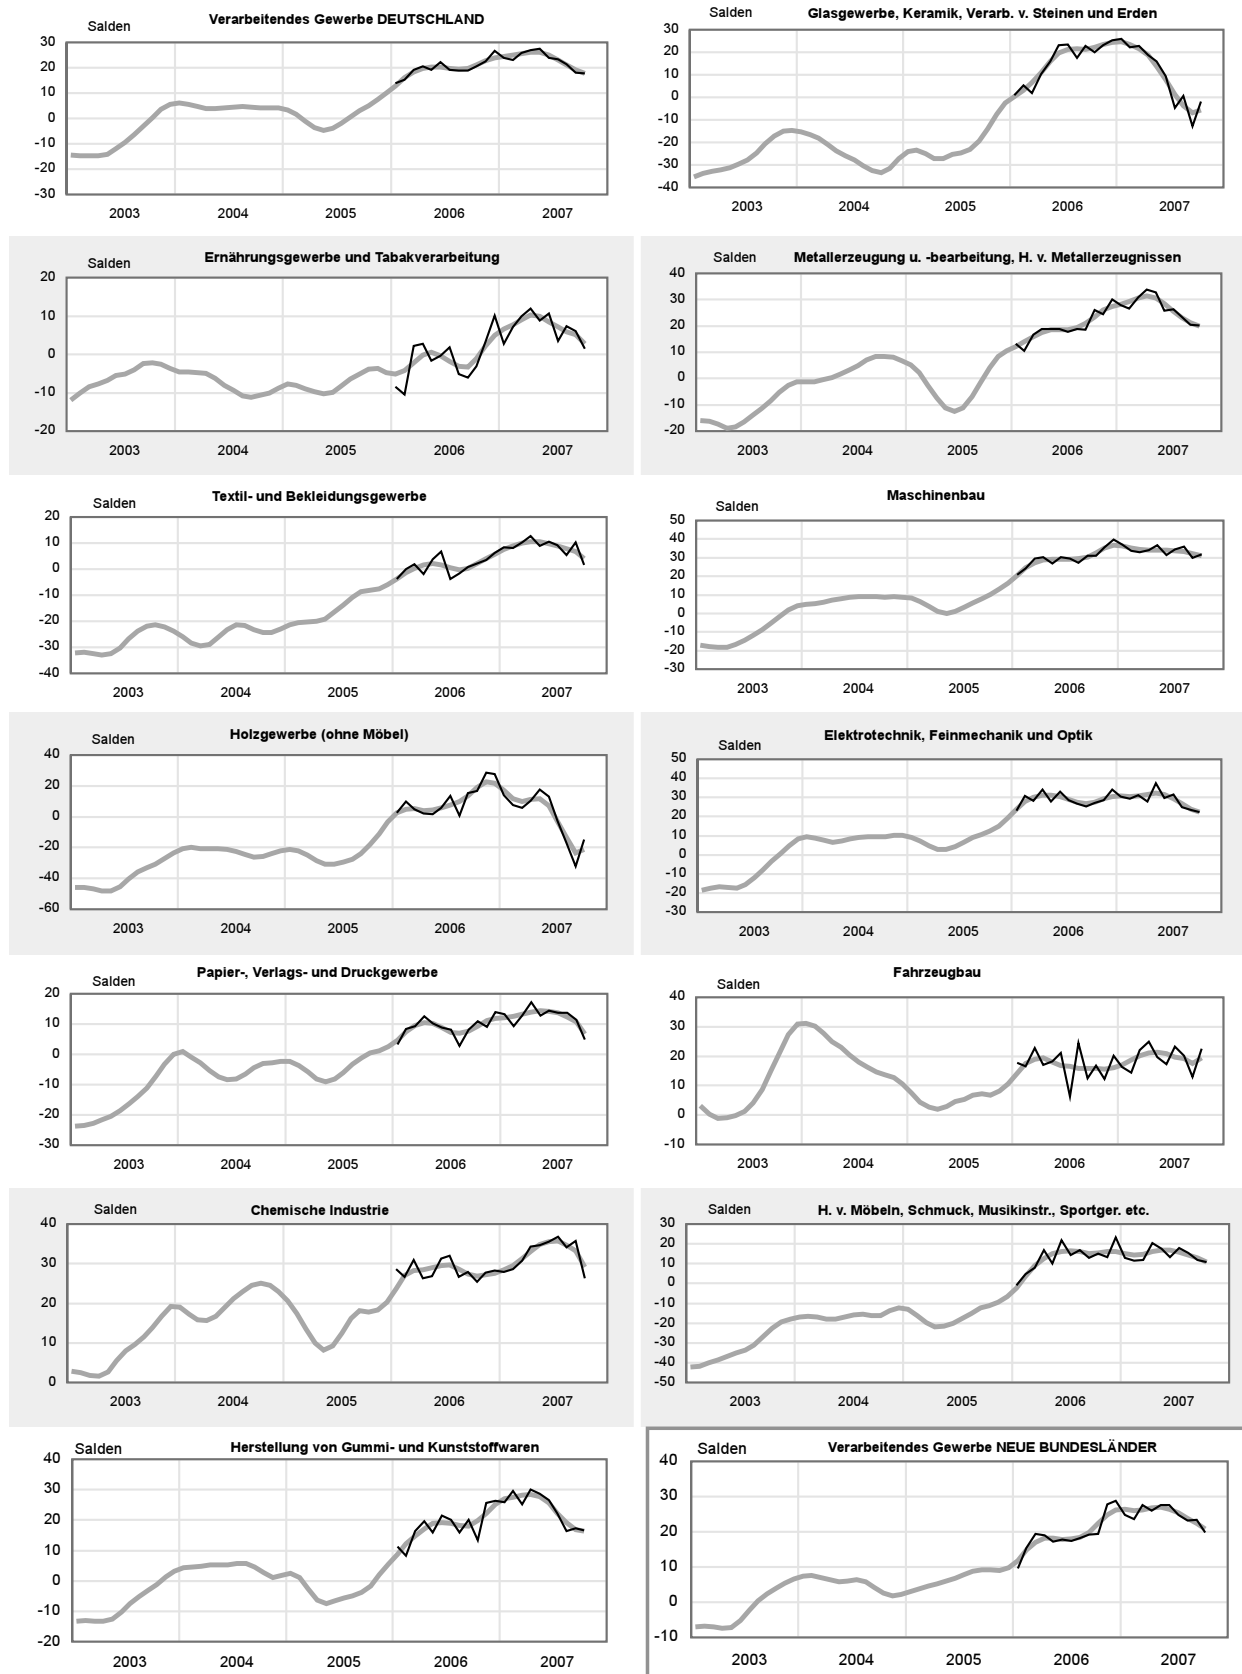 Verarbeitendes Gewerbe DEUTSCHLAND
Salden
30
20
10
0
-10
-20
-30
2003 2004 2005 2006 2007
Glasgewerbe, Keramik, Verarb. v. Steinen und Erden
Salden
30
20
10
0
-10
-20
-30
-40
2003 2004 2005 2006 2007
Ernährungsgewerbe und Tabakverarbeitung
Salden
20
10
0
-10
-20
2003 2004 2005 2006 2007
Metallerzeugung u. -bearbeitung, H. v. Metallerzeugnissen
Salden
40
30
20
10
0
-10
-20
2003 2004 2005 2006 2007
Textil- und Bekleidungsgewerbe
Salden
20
10
0
-10
-20
-30
-40
2003 2004 2005 2006 2007
Maschinenbau
Salden
50
40
30
20
10
0
-10
-20
-30
2003 2004 2005 2006 2007
Holzgewerbe (ohne Möbel)
Salden
40
20
0
-20
-40
-60
2003 2004 2005 2006 2007
Elektrotechnik, Feinmechanik und Optik
Salden
50
40
30
20
10
0
-10
-20
-30
2003 2004 2005 2006 2007
Papier-, Verlags- und Druckgewerbe
Salden
20
10
0
-10
-20
-30
2003 2004 2005 2006 2007
Fahrzeugbau
Salden
40
30
20
10
0
-10
2003 2004 2005 2006 2007
Chemische Industrie
Salden
40
30
20
10
0
2003 2004 2005 2006 2007
H. v. Möbeln, Schmuck, Musikinstr., Sportger. etc.
Salden
30
20
10
0
-10
-20
-30
-40
-50
2003 2004 2005 2006 2007
Herstellung von Gummi- und Kunststoffwaren
Salden
40
30
20
10
0
-10
-20
2003 2004 2005 2006 2007
Verarbeitendes Gewerbe NEUE BUNDESLÄNDER
Salden
40
30
20
10
0
-10
2003 2004 2005 2006 2007